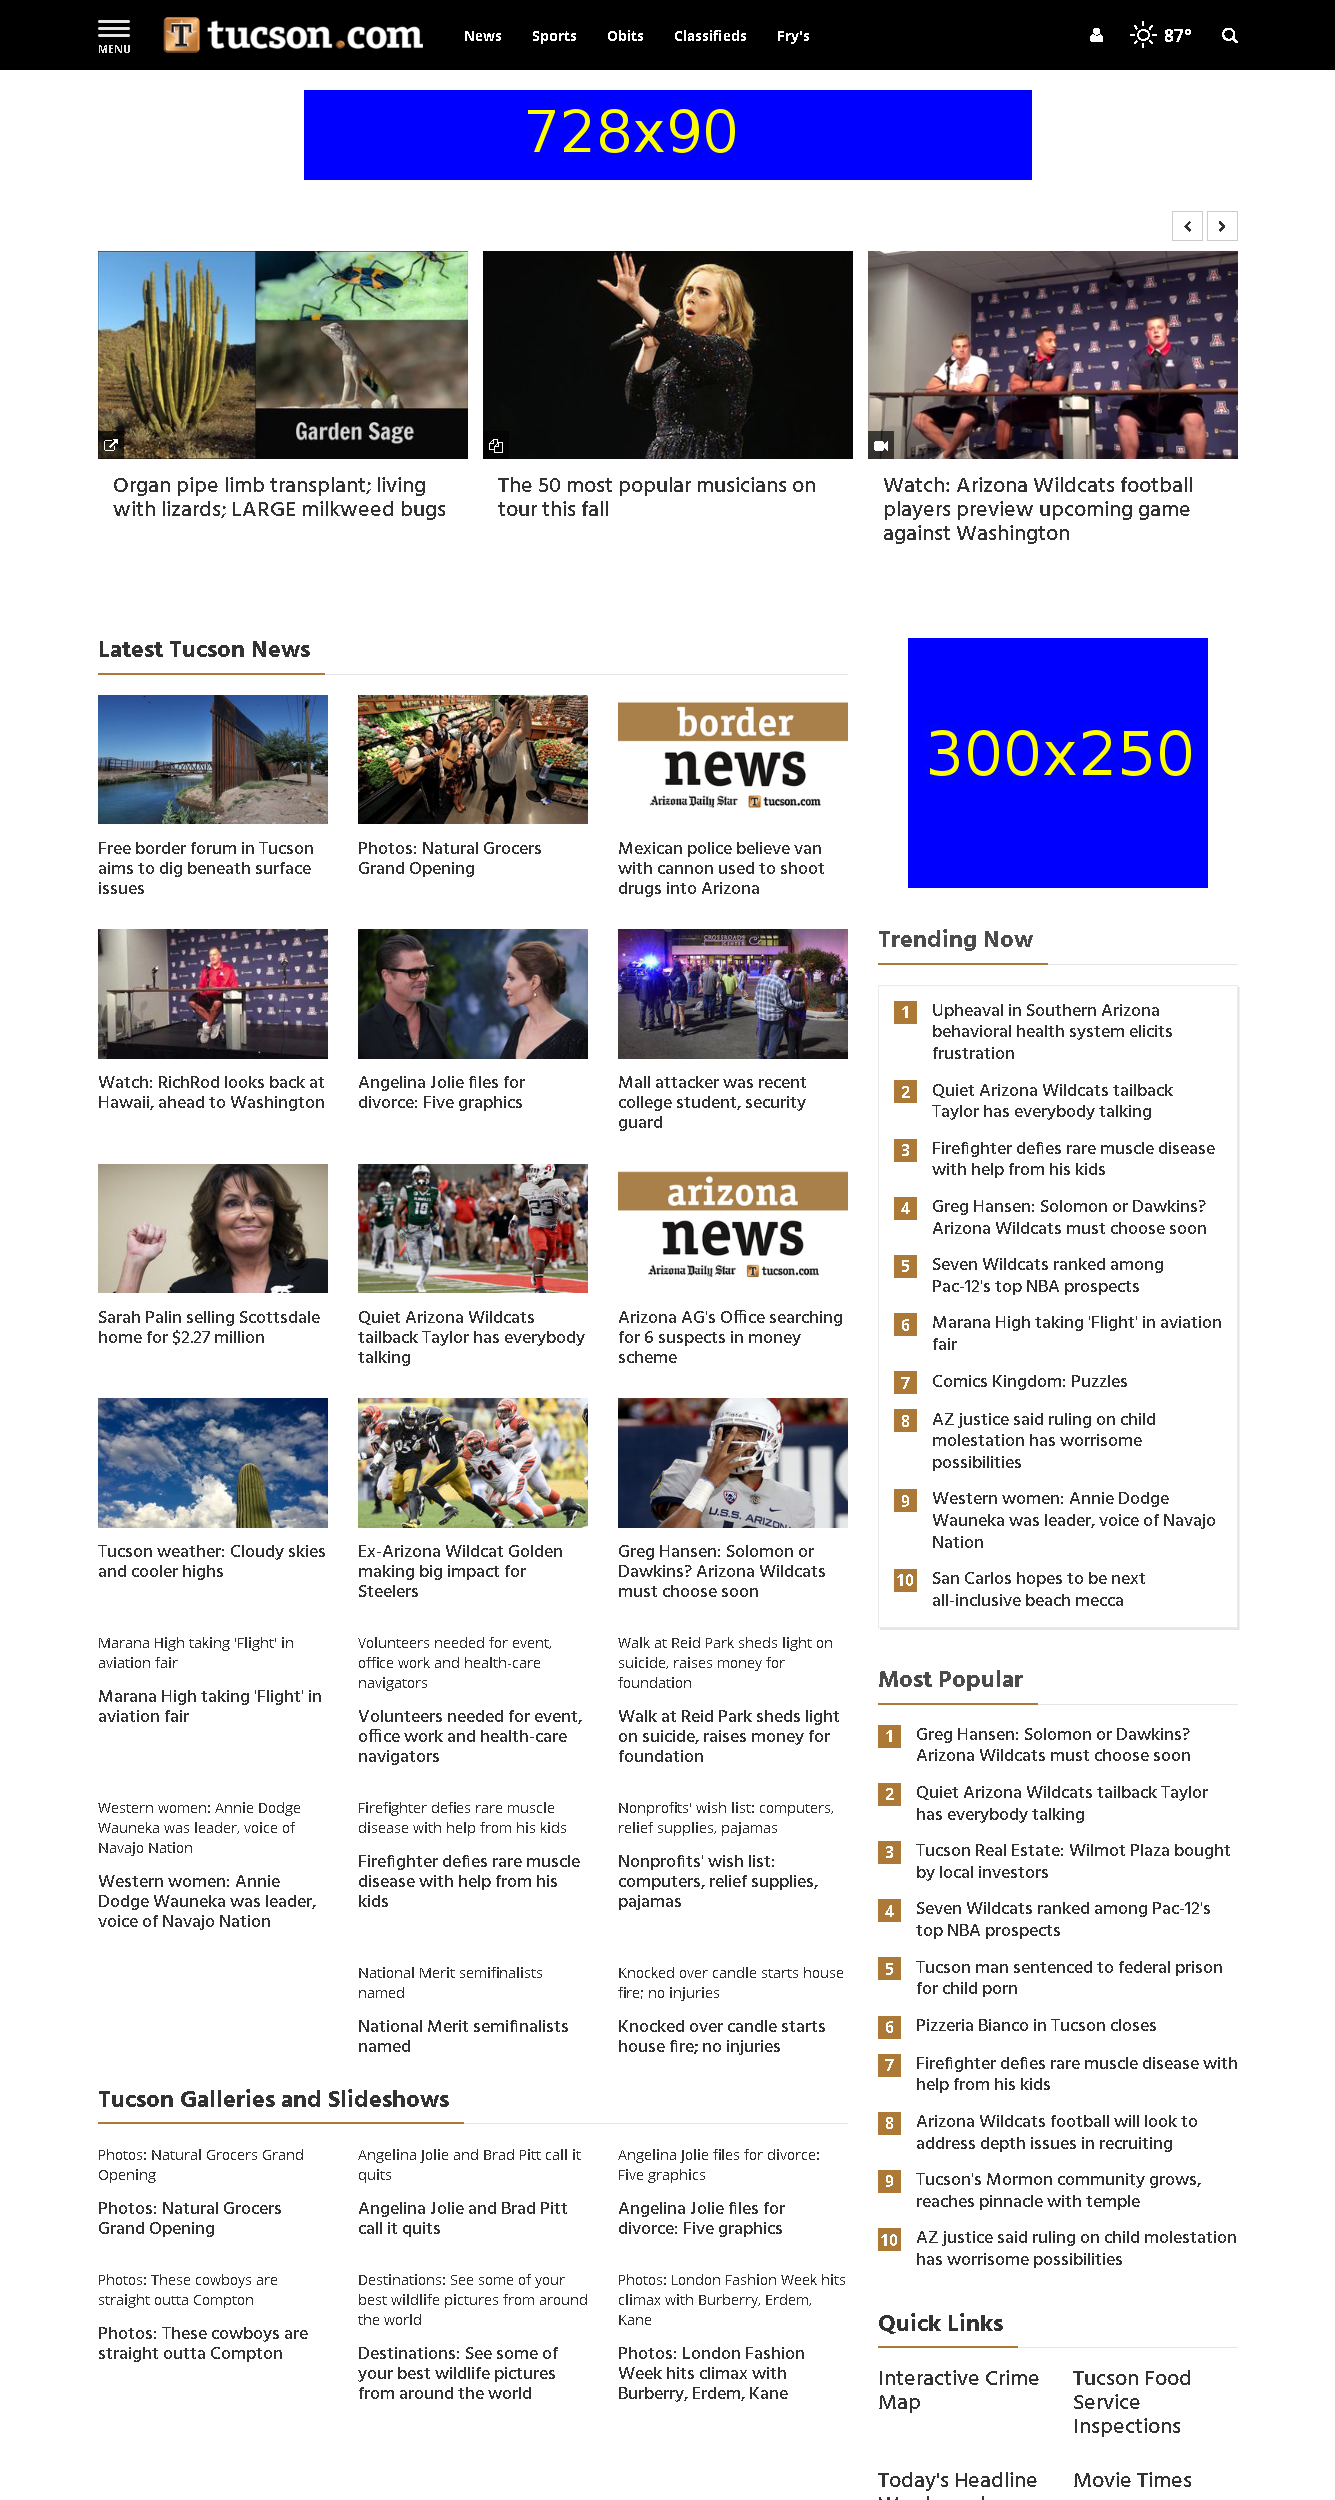 MENU
T tucson.com
News Sports Obits Classifieds Fry's
87°
728x90
Garden Sage
Organ pipe limb transplant; living
with lizards; LARGE milkweed bugs
The 50 most popular musicians on
tour this fall
Watch: Arizona Wildcats football
players preview upcoming game
against Washington
Latest Tucson News
300x250
border
news
Arizona Daily Star T tucson.com
Free border forum in Tucson
aims to dig beneath surface
issues
Photos: Natural Grocers
Grand Opening
Mexican police believe van
with cannon used to shoot
drugs into Arizona
CROSSROADS
CENTER
Watch: RichRod looks back at
Hawaii, ahead to Washington
Angelina Jolie files for
divorce: Five graphics
Mall attacker was recent
college student, security
guard
arizona
news
Arizona Daily Star T tucson.com
Sarah Palin selling Scottsdale
home for $2.27 million
Quiet Arizona Wildcats
tailback Taylor has everybody
talking
Arizona AG's Office searching
for 6 suspects in money
scheme
U.S.S. ARIZONA
Tucson weather: Cloudy skies
and cooler highs
Ex-Arizona Wildcat Golden
making big impact for
Steelers
Greg Hansen: Solomon or
Dawkins? Arizona Wildcats
must choose soon
Marana High taking 'Flight' in
aviation fair
Marana High taking 'Flight' in
aviation fair
Volunteers needed for event,
office work and health-care
navigators
Volunteers needed for event,
office work and health-care
navigators
Walk at Reid Park sheds light on
suicide, raises money for
foundation
Walk at Reid Park sheds light
on suicide, raises money for
foundation
Western women: Annie Dodge
Wauneka was leader, voice of
Navajo Nation
Western women: Annie
Dodge Wauneka was leader,
voice of Navajo Nation
Firefighter defies rare muscle
disease with help from his kids
Firefighter defies rare muscle
disease with help from his
kids
Nonprofits' wish list: computers,
relief supplies, pajamas
Nonprofits' wish list:
computers, relief supplies,
pajamas
National Merit semifinalists
named
National Merit semifinalists
named
Knocked over candle starts house
fire; no injuries
Knocked over candle starts
house fire; no injuries
Tucson Galleries and Slideshows
Photos: Natural Grocers Grand
Opening
Photos: Natural Grocers
Grand Opening
Angelina Jolie and Brad Pitt call it
quits
Angelina Jolie and Brad Pitt
call it quits
Angelina Jolie files for divorce:
Five graphics
Angelina Jolie files for
divorce: Five graphics
Photos: These cowboys are
straight outta Compton
Photos: These cowboys are
straight outta Compton
Destinations: See some of your
best wildlife pictures from around
the world
Destinations: See some of
your best wildlife pictures
from around the world
Photos: London Fashion Week hits
climax with Burberry, Erdem,
Kane
Photos: London Fashion
Week hits climax with
Burberry, Erdem, Kane
Trending Now
1 Upheaval in Southern Arizona
behavioral health system elicits
frustration
2 Quiet Arizona Wildcats tailback
Taylor has everybody talking
3 Firefighter defies rare muscle disease
with help from his kids
4 Greg Hansen: Solomon or Dawkins?
Arizona Wildcats must choose soon
5 Seven Wildcats ranked among
Pac-12's top NBA prospects
6 Marana High taking 'Flight' in aviation
fair
7 Comics Kingdom: Puzzles
8 AZ justice said ruling on child
molestation has worrisome
possibilities
9 Western women: Annie Dodge
Wauneka was leader, voice of Navajo
Nation
10 San Carlos hopes to be next
all-inclusive beach mecca
Most Popular
1 Greg Hansen: Solomon or Dawkins?
Arizona Wildcats must choose soon
2 Quiet Arizona Wildcats tailback Taylor
has everybody talking
3 Tucson Real Estate: Wilmot Plaza bought
by local investors
4 Seven Wildcats ranked among Pac-12's
top NBA prospects
5 Tucson man sentenced to federal prison
for child porn
6 Pizzeria Bianco in Tucson closes
7 Firefighter defies rare muscle disease with
help from his kids
8 Arizona Wildcats football will look to
address depth issues in recruiting
9 Tucson's Mormon community grows,
reaches pinnacle with temple
10 AZ justice said ruling on child molestation
has worrisome possibilities
Quick Links
Interactive Crime
Map
Tucson Food
Service
Inspections
Today's Headline
Movie Times